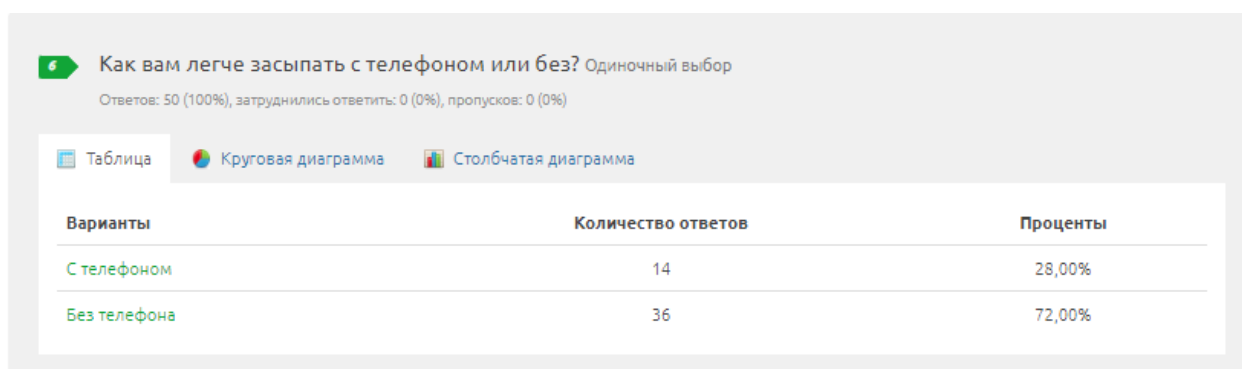 6 Как вам легче засыпать с телефоном или без? Одиночный выбор
Ответов: 50 (100%), затруднились ответить: 0 (0%), пропусков: 0 (0%)
Таблица Круговая диаграмма Столбчатая диаграмма
Варианты Количество ответов Проценты
С телефоном 14 28,00%
Без телефона 36 72,00%